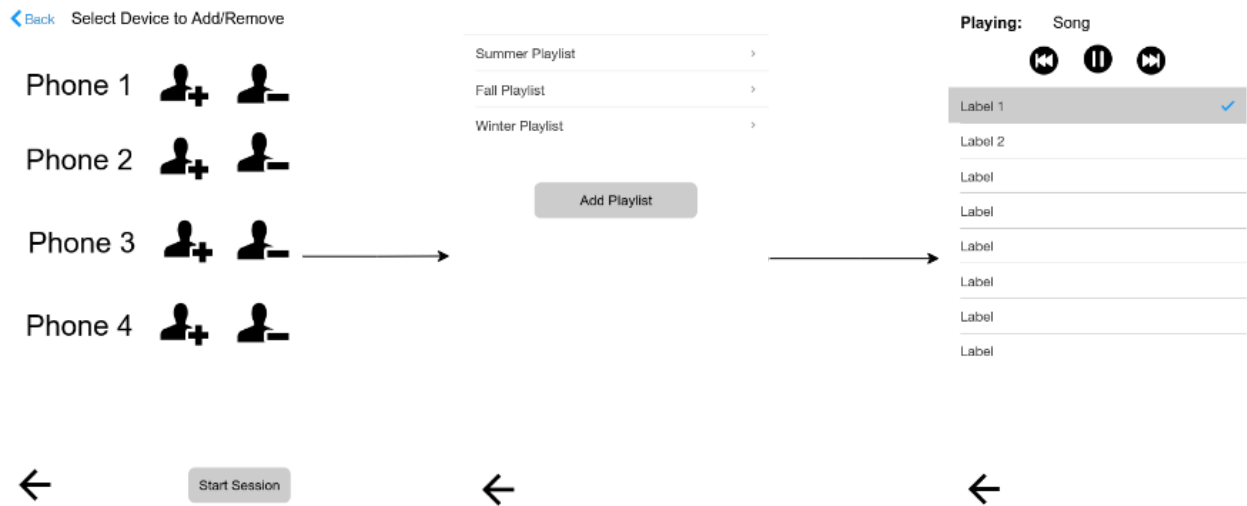 Back Select Device to Add/Remove
Phone 1
Phone 2
Phone 3
Phone 4
Start Session
Summer Playlist
Fall Playlist
Winter Playlist
Add Playlist
Playing: Song
Label 1
Label 2
Label
Label
Label
Label
Label
Label